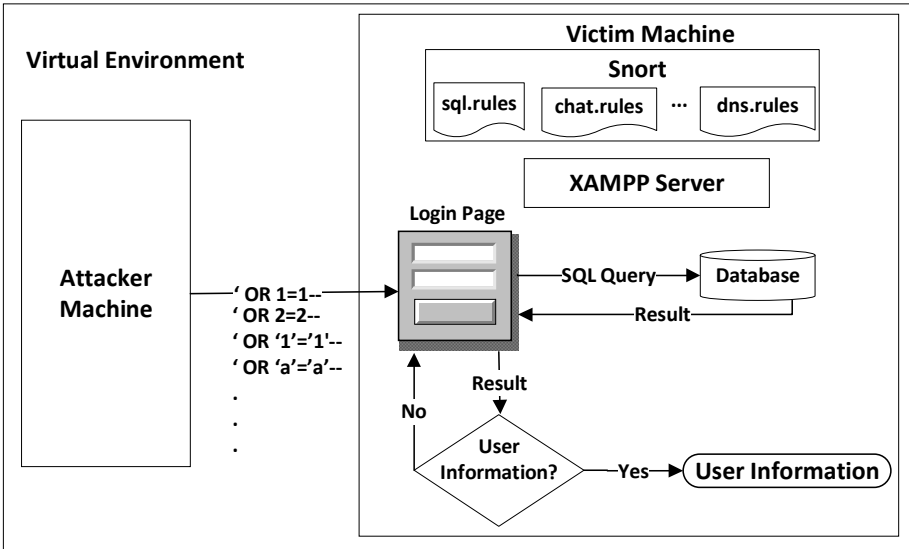 Virtual Environment
Victim Machine
Snort
sql.rules
chat.rules
...
dns.rules
XAMPP Server
Login Page
Attacker
Machine
‘ OR 1=1--
‘ OR 2=2--
‘ OR ‘1’=’1'--
‘ OR ‘a’=’a’--
.
.
.
SQL Query
Database
Result
Result
No
User
Information?
Yes
User Information